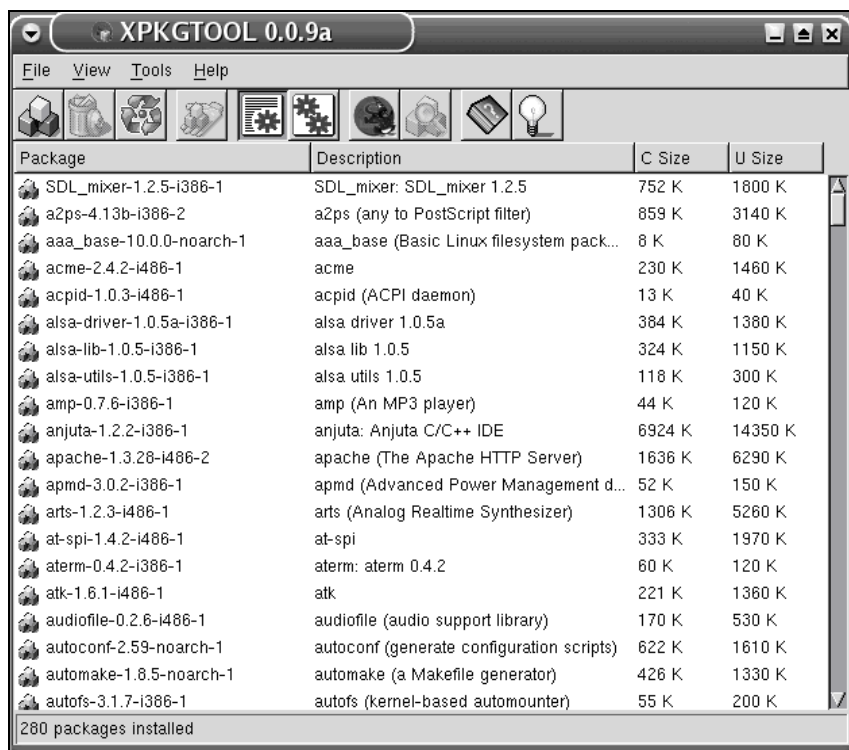 XPKGTOOL 0.0.9a
File View Tools Help
Package Description C Size U Size
SDL_mixer-1.2.5-i386-1 SDL_mixer: SDL_mixer 1.2.5 752 K 1800 K
a2ps-4.13b-i386-2 a2ps (any to PostScript filter) 859 K 3140 K
aaa_base-10.0.0-noarch-1 aaa_base (Basic Linux filesystem pack... 8 K 80 K
acme-2.4.2-i486-1 acme 230 K 1460 K
acpid-1.0.3-i486-1 acpid (ACPI daemon) 13 K 40 K
alsa-driver-1.0.5a-i386-1 alsa driver 1.0.5a 384 K 1380 K
alsa-lib-1.0.5-i386-1 alsa lib 1.0.5 324 K 1150 K
alsa-utils-1.0.5-i386-1 alsa utils 1.0.5 118 K 300 K
amp-0.7.6-i386-1 amp (An MP3 player) 44 K 120 K
anjuta-1.2.2-i386-1 anjuta: Anjuta C/C++ IDE 6924 K 14350 K
apache-1.3.28-i486-2 apache (The Apache HTTP Server) 1636 K 6290 K
apmd-3.0.2-i386-1 apmd (Advanced Power Management d... 52 K 150 K
arts-1.2.3-i486-1 arts (Analog Realtime Synthesizer) 1306 K 5260 K
at-spi-1.4.2-i486-1 at-spi 333 K 1970 K
aterm-0.4.2-i386-1 aterm: aterm 0.4.2 60 K 120 K
atk-1.6.1-i486-1 atk 221 K 1360 K
audiofile-0.2.6-i486-1 audiofile (audio support library) 170 K 530 K
autoconf-2.59-noarch-1 autoconf (generate configuration scripts) 622 K 1610 K
automake-1.8.5-noarch-1 automake (a Makefile generator) 426 K 1330 K
autofs-3.1.7-i386-1 autofs (kernel-based automounter) 55 K 200 K
280 packages installed